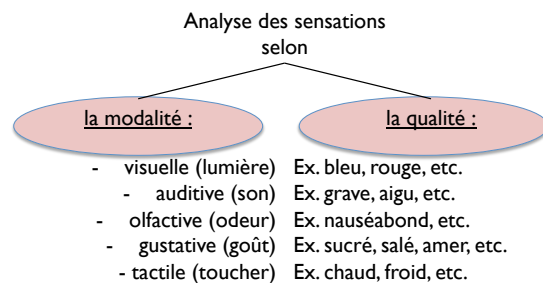 Analyse des sensations
selon
la modalité :
la qualité :
- visuelle (lumière) Ex. bleu, rouge, etc.
- auditive (son) Ex. grave, aigu, etc.
- olfactive (odeur) Ex. nauséabond, etc.
- gustative (goût) Ex. sucré, salé, amer, etc.
- tactile (toucher) Ex. chaud, froid, etc.